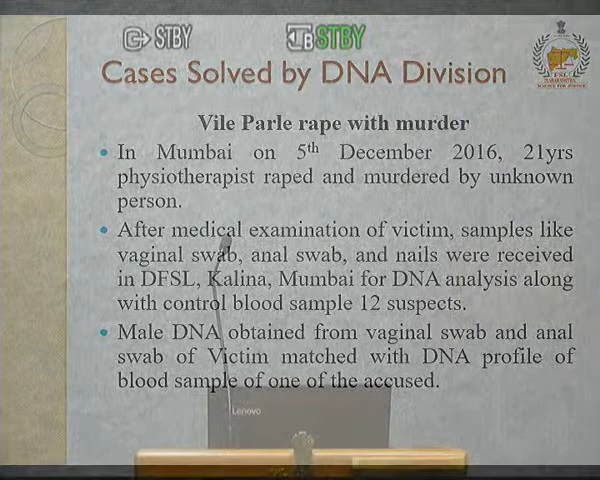 STBY STBY
Cases Solved by DNA Division
Vile Parle rape with murder
• In Mumbai on 5th December 2016, 21yrs
physiotherapist raped and murdered by unknown
person.
• After medical examination of victim, samples like
vaginal swab, anal swab, and nails were received
in DFSL, Kalina, Mumbai for DNA analysis along
with control blood sample 12 suspects.
• Male DNA obtained from vaginal swab and anal
swab of Victim matched with DNA profile of
blood sample of one of the accused.
Lenovo